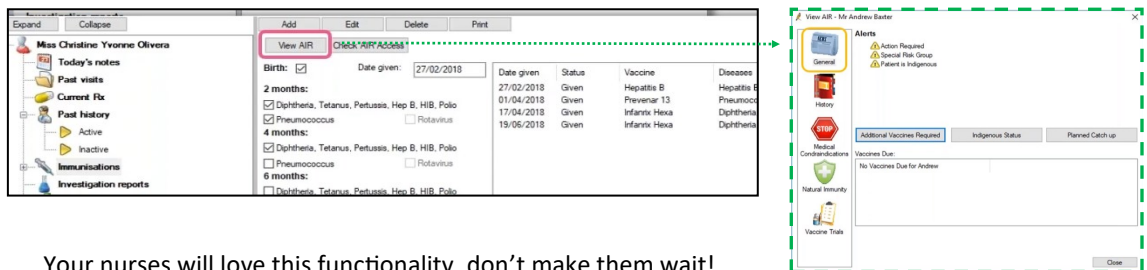 Expand Collapse
Miss Christine Yvonne Olivera
Today's notes
Past visits
Current Rx
Past history
Active
Inactive
Immunisations
Investigation reports
Add Edit Delete Print
View AIR Check AIR Access
Birth: Date given: 27/02/2018
2 months:
Diphtheria, Tetanus, Pertussis, Hep B, HIB, Polio
Pneumococcus Rotavirus
4 months:
Diphtheria, Tetanus, Pertussis, Hep B, HIB, Polio
Pneumococcus Rotavirus
6 months:
Diphtheria, Tetanus, Pertussis, Hep B, HIB, Polio
Date given Status Vaccine Diseases
27/02/2018 Given Hepatitis B Hepatitis B
01/04/2018 Given Prevenar 13 Pneumoco
17/04/2018 Given Infanrix Hexa Diphtheria
19/06/2018 Given Infanrix Hexa Diphtheria
View AIR - Mr Andrew Baxter
General
History
STOP
Medical
Contraindications
Natural Immunity
Vaccine Trials
Alerts
Action Required
Special Risk Group
Patient is Indigenous
Additional Vaccines Required Indigenous Status Planned Catch up
Vaccines Due:
No Vaccines Due for Andrew
Close
Your nurses will love this functionality, don't make them wait!